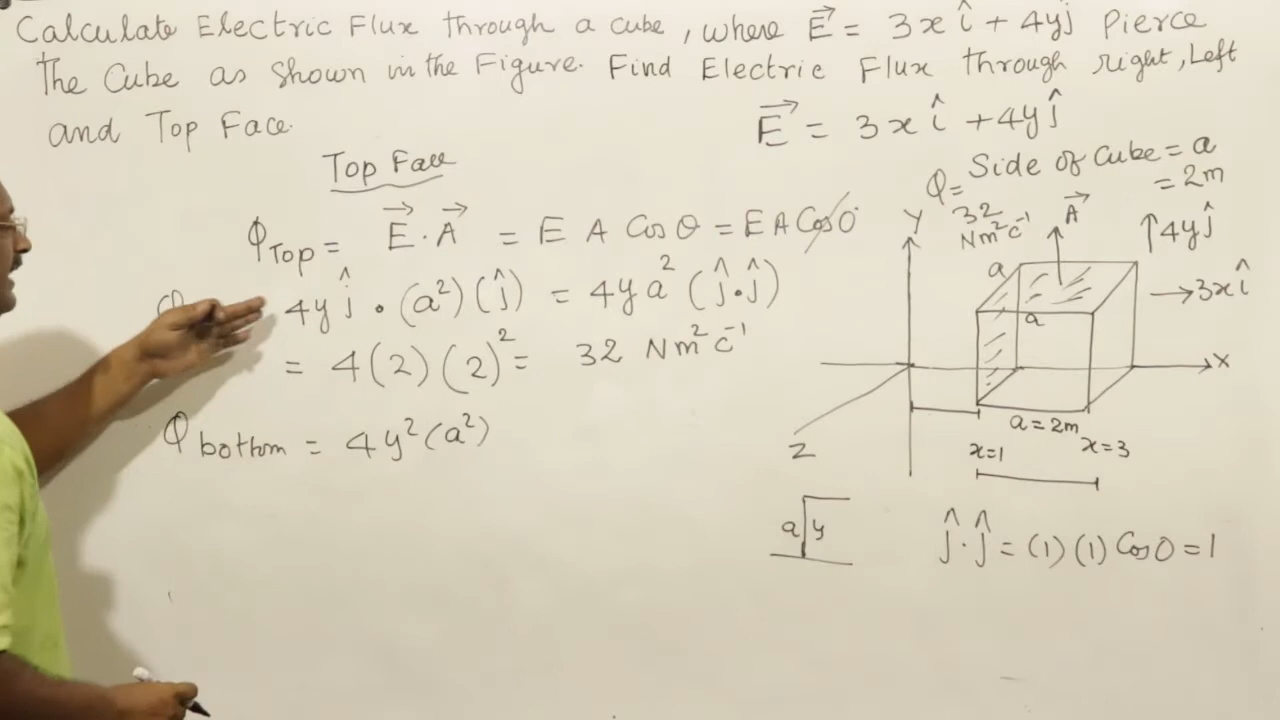 Calculate Electric Flux through a cube, where E⃗ = 3x î + 4yj Pierce
The Cube as Shown in the Figure. Find Electric Flux through right, Left
and Top Face.
E⃗ = 3x î + 4y ĵ
Top Face
Φ Top = E⃗ · A⃗ = E A Cos θ = E A Cos 0°
4y ĵ · (a²)(ĵ) = 4y a² (ĵ·ĵ)
= 4(2)(2)² = 32 Nm²c⁻¹
Φ bottom = 4y²(a²)
Side of Cube = a
= 2m
Φ =
32
Nm²c⁻¹
A⃗
↑4y ĵ
→3x î
Y
a
a
X
Z
a = 2m
x=1
x=3
a y
ĵ·ĵ = (1)(1) Cos 0 = 1